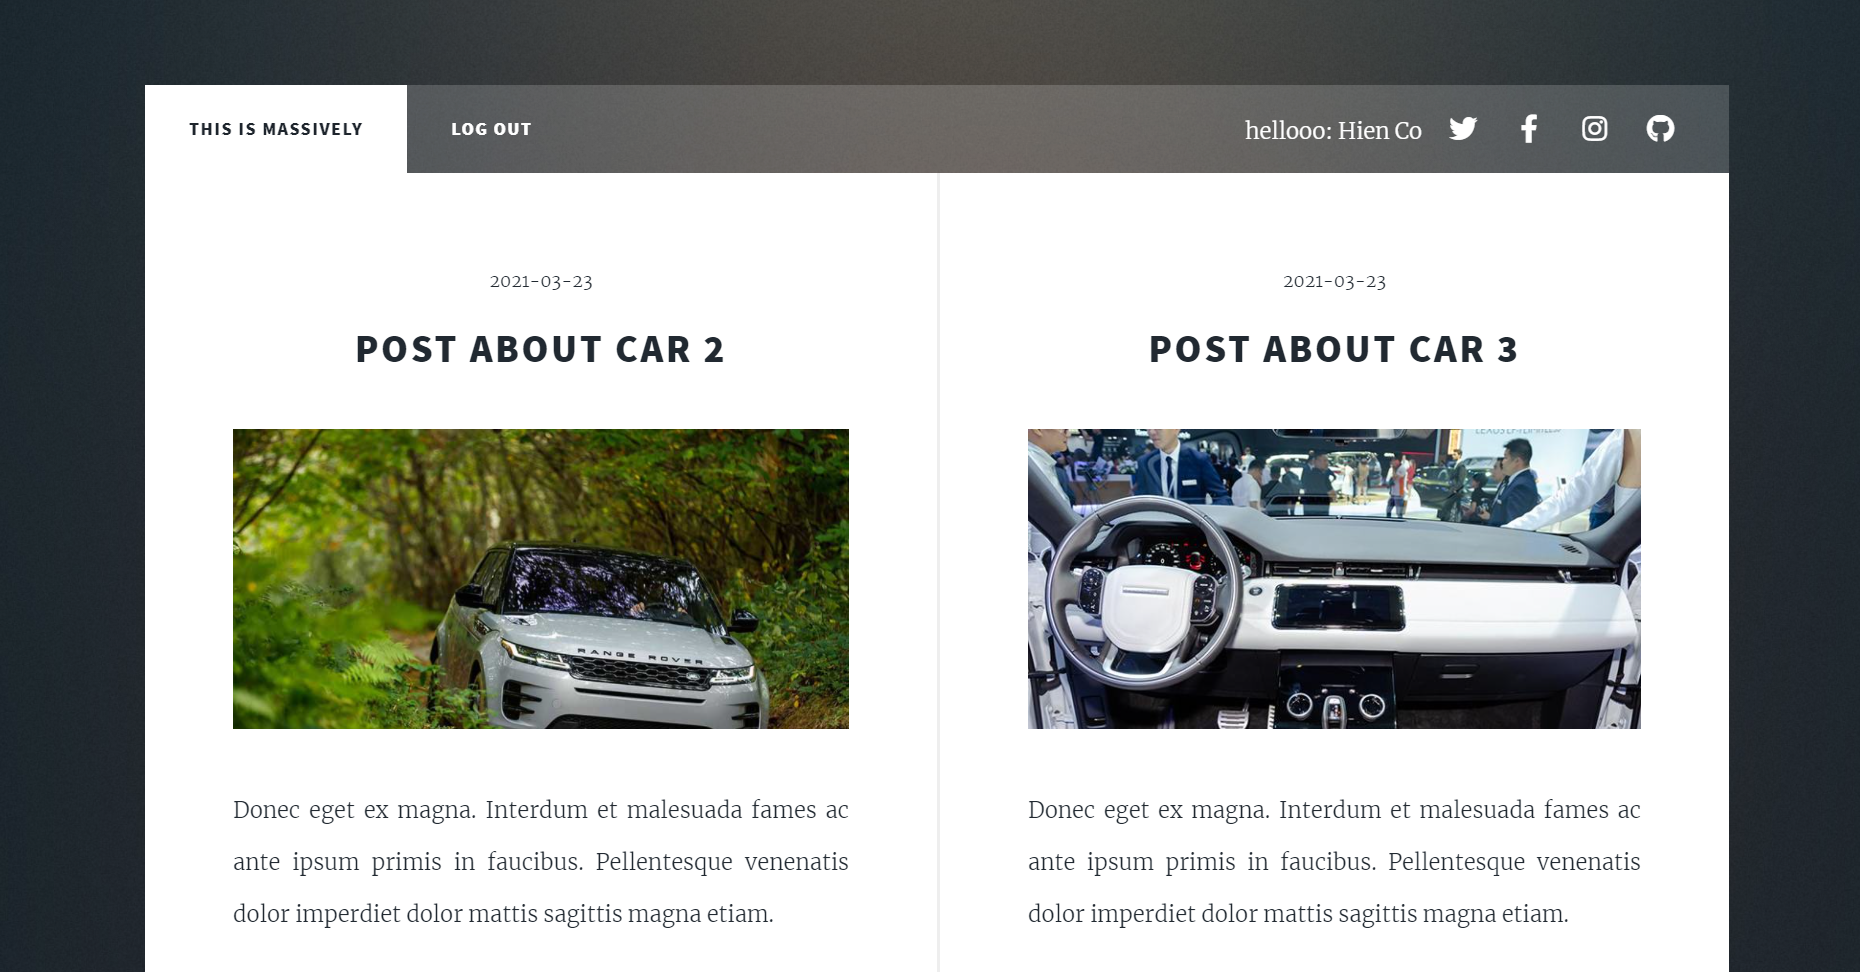 THIS IS MASSIVELY
LOG OUT
hellooo: Hien Co
2021-03-23
POST ABOUT CAR 2
RANGE ROVER
Donec eget ex magna. Interdum et malesuada fames ac
ante ipsum primis in faucibus. Pellentesque venenatis
dolor imperdiet dolor mattis sagittis magna etiam.
2021-03-23
POST ABOUT CAR 3
Donec eget ex magna. Interdum et malesuada fames ac
ante ipsum primis in faucibus. Pellentesque venenatis
dolor imperdiet dolor mattis sagittis magna etiam.